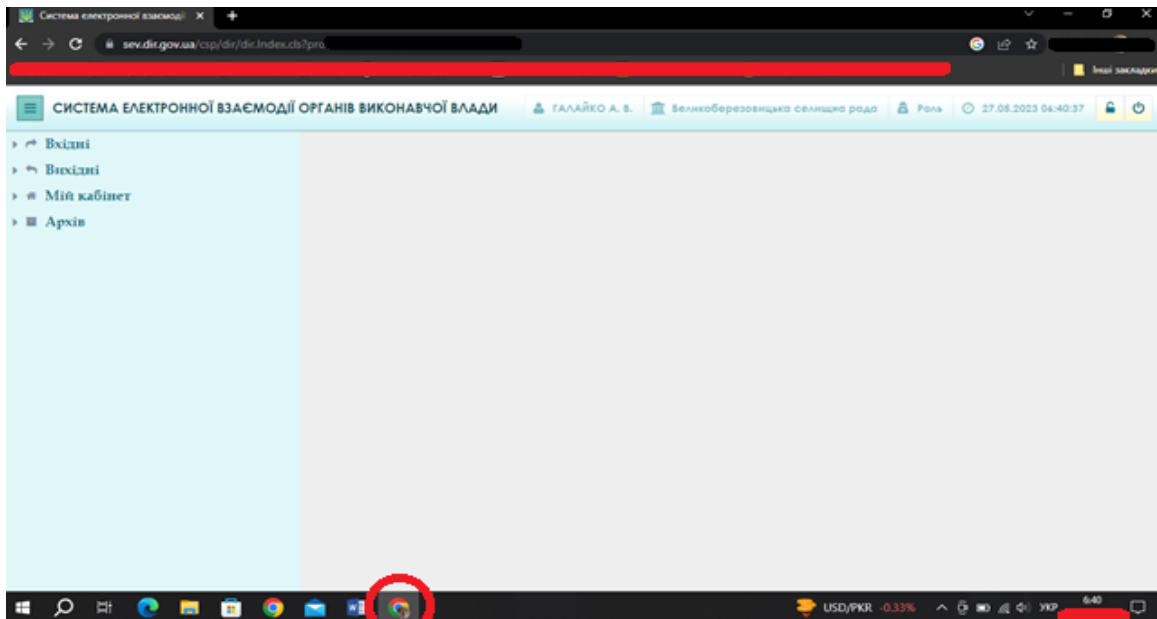 Система електронної взаємодії
sev.dir.gov.ua/csp/dir/dir.Index.cls?pro
Інші закладки
СИСТЕМА ЕЛЕКТРОННОЇ ВЗАЄМОДІЇ ОРГАНІВ ВИКОНАВЧОЇ ВЛАДИ ГАЛАЙКО А. В. Великоберезовицька селищна рада Роль 27.08.2023 06:40:37
Вхідні
Вихідні
Мій кабінет
Архів
USD/PKR -0.33% УКР 6:40